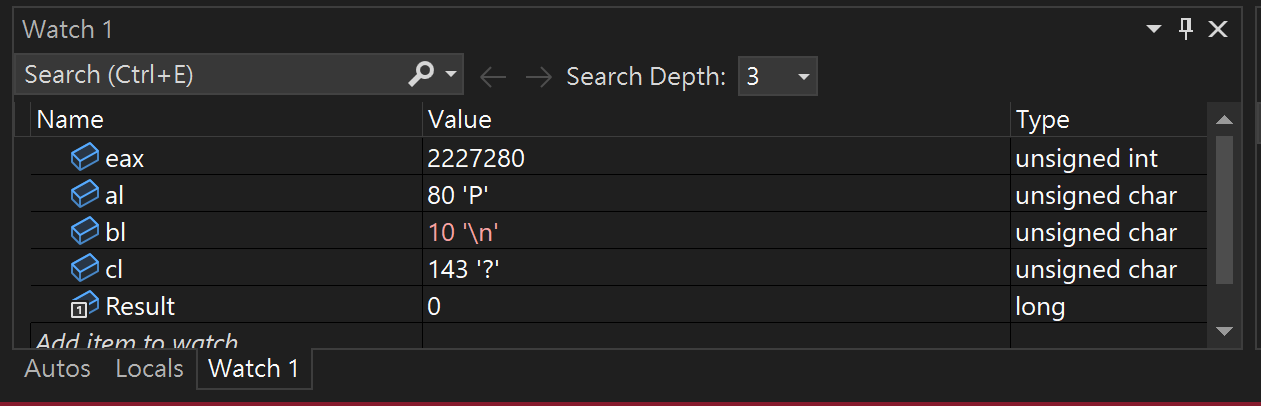 Watch 1
Search (Ctrl+E) Search Depth: 3
Name Value Type
eax 2227280 unsigned int
al 80 'P' unsigned char
bl 10 '\n' unsigned char
cl 143 '?' unsigned char
1 Result 0 long
Add item to watch
Autos Locals Watch 1